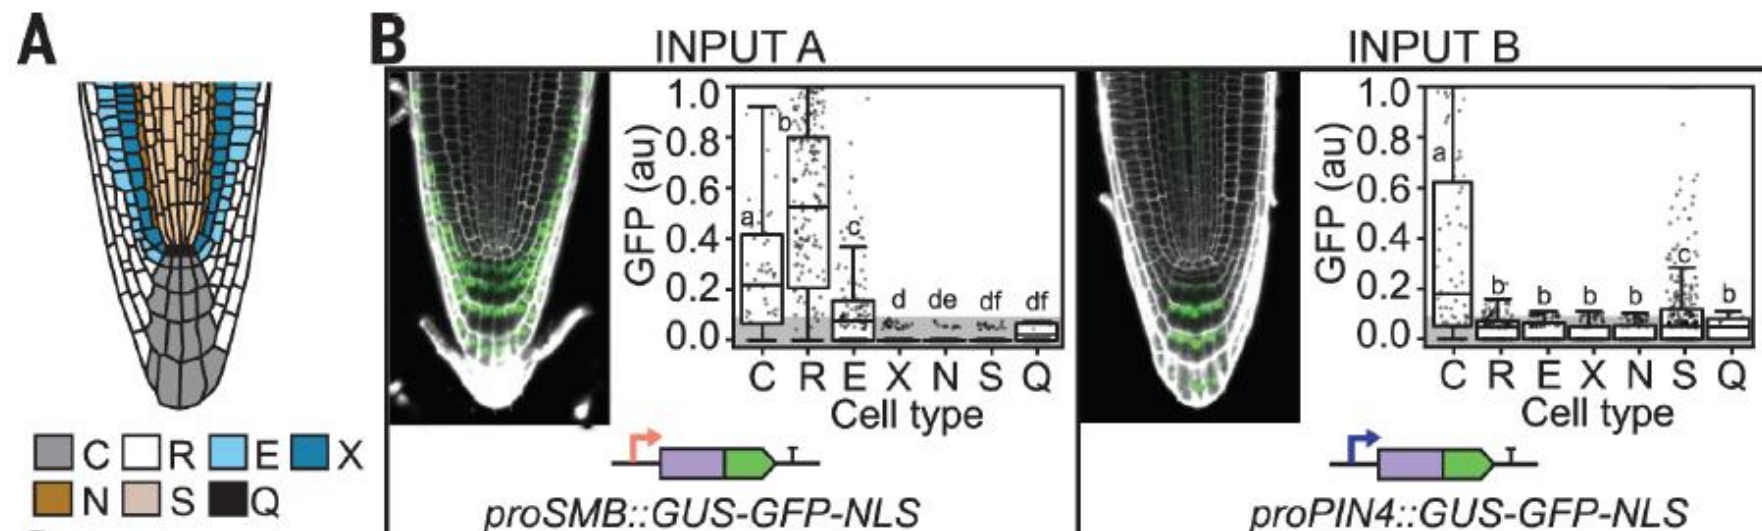 A
C R E X
N S Q
B
INPUT A
GFP (au)
1.0
0.8
0.6
0.4
0.2
0.0
a b c d de df df
C R E X N S Q
Cell type
T
proSMB::GUS-GFP-NLS
INPUT B
GFP (au)
1.0
0.8
0.6
0.4
0.2
0.0
a b b b b c b
C R E X N S Q
Cell type
T
proPIN4::GUS-GFP-NLS